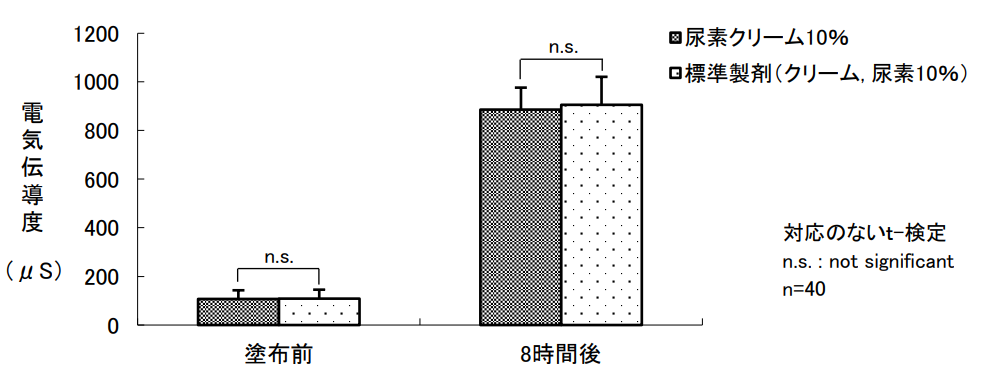 1200
1000
800
600
400
200
0
電気伝導度
(μS)
n.s.
n.s.
塗布前
8時間後
尿素クリーム10%
標準製剤(クリーム, 尿素10%)
対応のないt-検定
n.s. : not significant
n=40